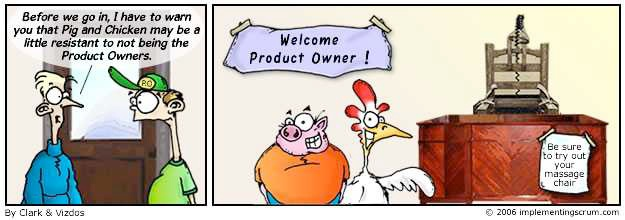 Before we go in, I have to warn
you that Pig and Chicken may be a
little resistant to not being the
Product Owners.
PO
Welcome
Product Owner !
Be sure
to try out
your
massage
chair
By Clark & Vizdos
© 2006 implementingscrum.com